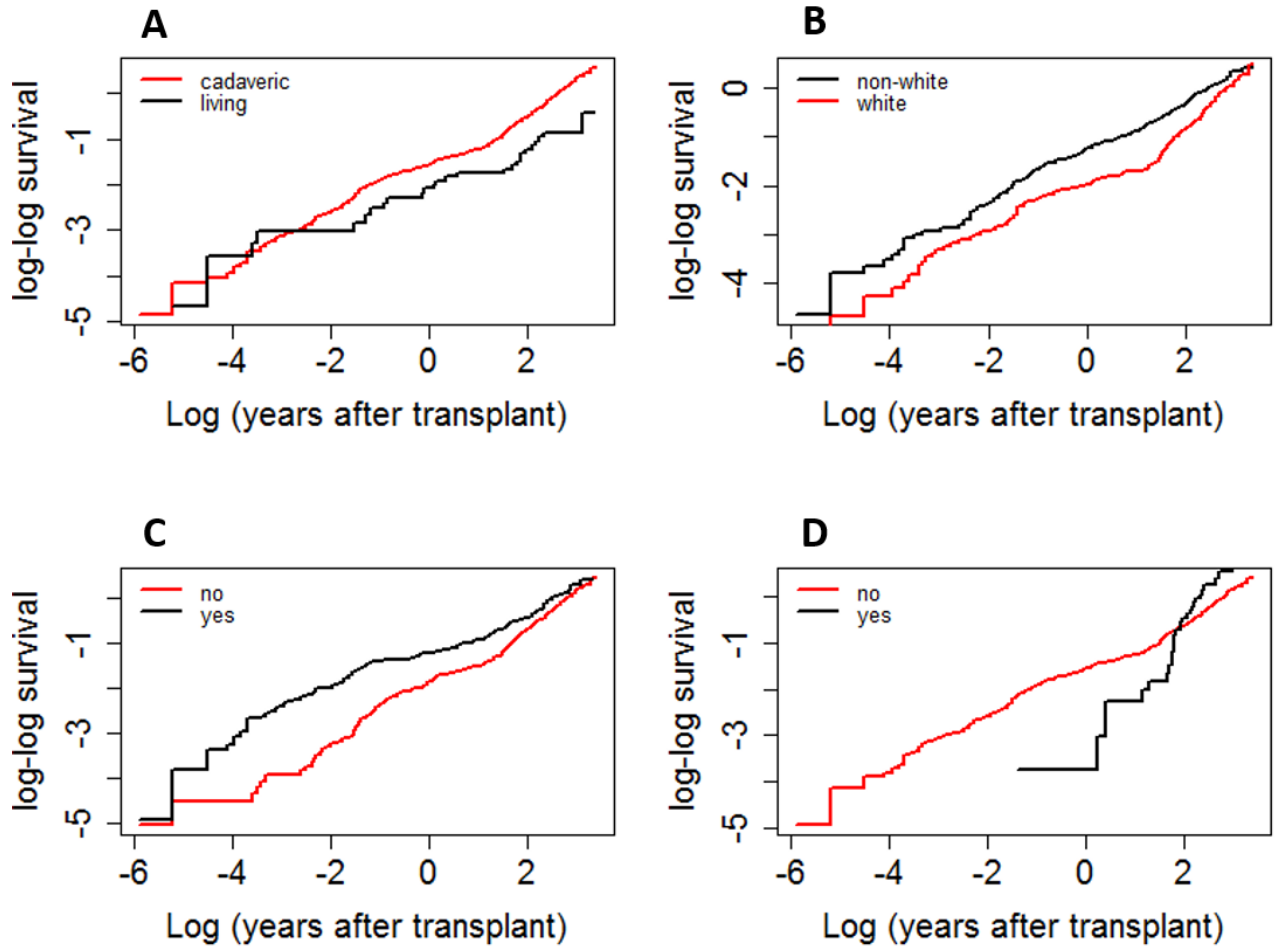 A
cadaveric
living
log-log survival
-1
-3
-5
-6 -4 -2 0 2
Log (years after transplant)
B
non-white
white
log-log survival
0
-2
-4
-6 -4 -2 0 2
Log (years after transplant)
C
no
yes
log-log survival
-1
-3
-5
-6 -4 -2 0 2
Log (years after transplant)
D
no
yes
log-log survival
-1
-3
-5
-6 -4 -2 0 2
Log (years after transplant)